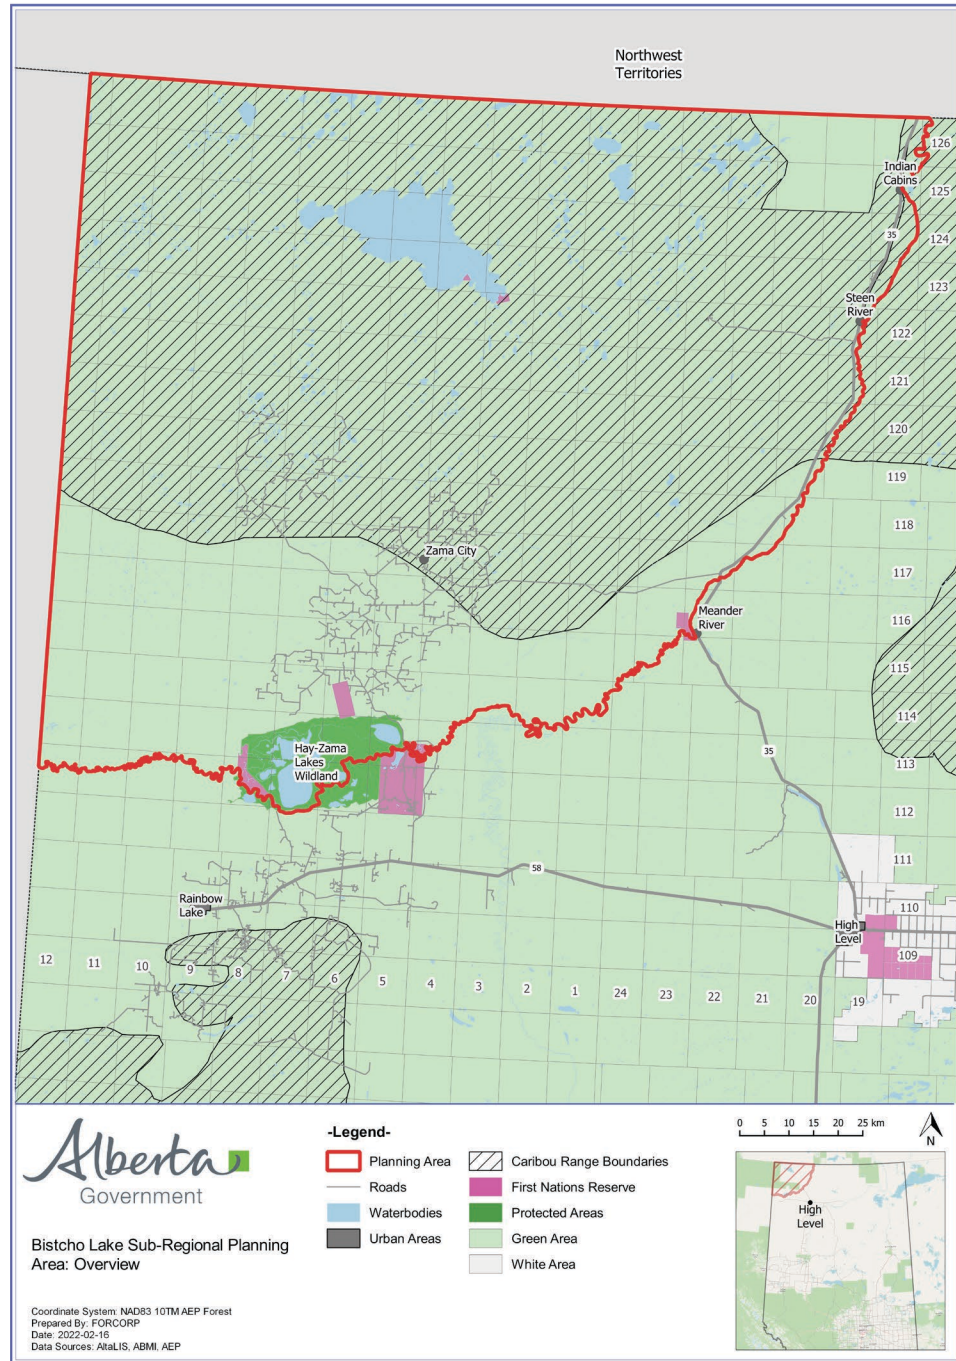 Northwest
Territories
126
Indian
Cabins
125
35
124
123
Steen
River
122
121
120
119
118
Zama City
117
Meander
River
116
115
114
Hay-Zama
Lakes
Wildland
35
113
112
111
58
Rainbow
Lake
110
High
Level
109
12
11
10
9
8
7
6
5
4
3
2
1
24
23
22
21
20
19
Alberta
Government
Bistcho Lake Sub-Regional Planning
Area: Overview
Coordinate System: NAD83 10TM AEP Forest
Prepared By: FORCORP
Date: 2022-02-16
Data Sources: AltaLIS, ABMI, AEP
-Legend-
Planning Area
Roads
Waterbodies
Urban Areas
Caribou Range Boundaries
First Nations Reserve
Protected Areas
Green Area
White Area
0 5 10 15 20 25 km
N
High
Level